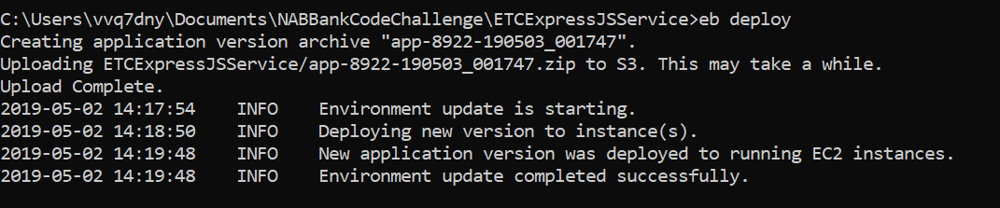 C:\Users\vvq7dny\Documents\NABBankCodeChallenge\ETCExpressJSService>eb deploy
Creating application version archive "app-8922-190503_001747".
Uploading ETCExpressJSService/app-8922-190503_001747.zip to S3. This may take a while.
Upload Complete.
2019-05-02 14:17:54    INFO    Environment update is starting.
2019-05-02 14:18:50    INFO    Deploying new version to instance(s).
2019-05-02 14:19:48    INFO    New application version was deployed to running EC2 instances.
2019-05-02 14:19:48    INFO    Environment update completed successfully.